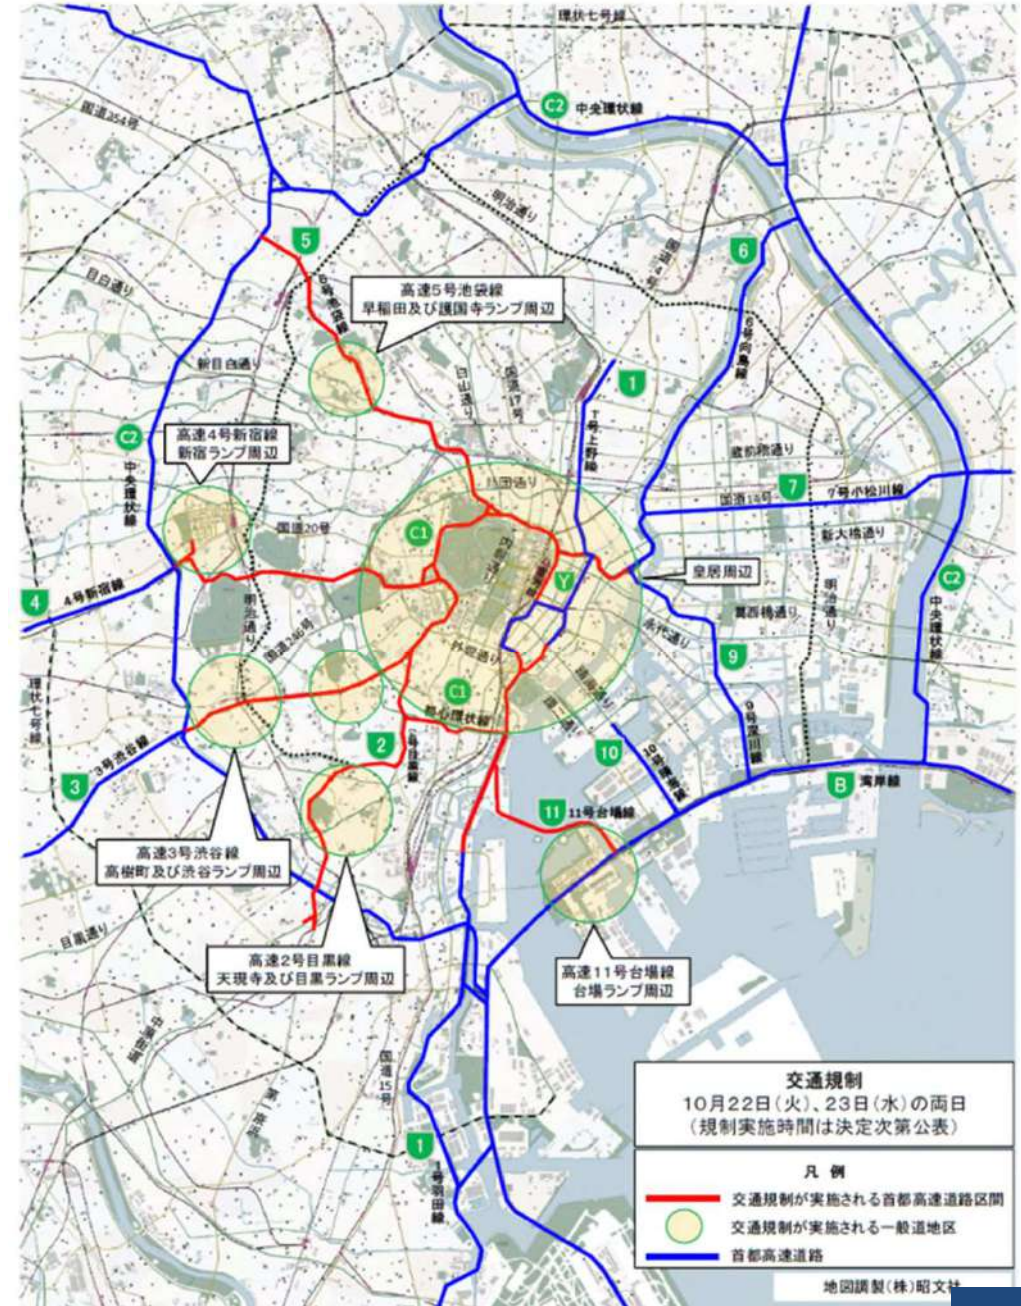 環状七号線
C2
中央環状線
国道254号
明治通り
国道4号
5
6
目白通り
高速5号池袋線
早稲田及び護国寺ランプ周辺
6号向島線
新目白通り
白山通り
国道17号
1
1号上野線
C2
中央環状線
高速4号新宿線
新宿ランプ周辺
蔵前橋通り
7
国道14号
7号小松川線
国道20号
C1
内堀通り
新大橋通り
Y
皇居周辺
C2
中央環状線
4
4号新宿線
明治通り
国道246号
永代通り
葛西橋通り
明治通り
9
外堀通り
環状七号線
C1
都心環状線
晴海通り
9号深川線
3
3号渋谷線
2
2号目黒線
10
B
湾岸線
11
11号台場線
高速3号渋谷線
高樹町及び渋谷ランプ周辺
目黒通り
高速2号目黒線
天現寺及び目黒ランプ周辺
高速11号台場線
台場ランプ周辺
中原街道
国道15号
第一京浜
1
1号羽田線
交通規制
10月22日(火)、23日(水)の両日
(規制実施時間は決定次第公表)
凡 例
交通規制が実施される首都高速道路区間
交通規制が実施される一般道地区
首都高速道路
地図調製(株)昭文社